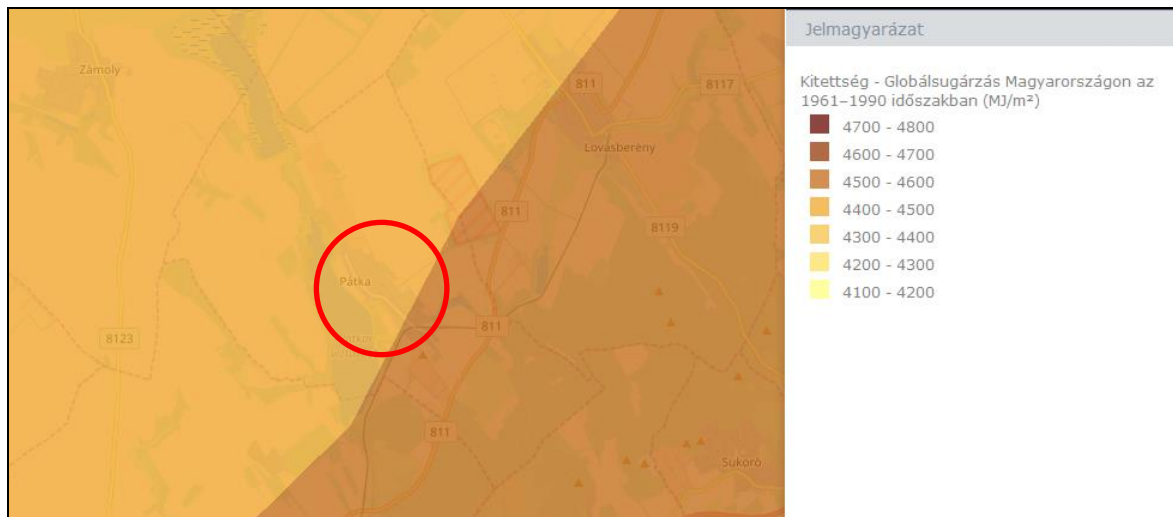 Jelmagyarázat
Kitettség - Globálsugárzás Magyarországon az
1961–1990 időszakban (MJ/m²)
4700 - 4800
4600 - 4700
4500 - 4600
4400 - 4500
4300 - 4400
4200 - 4300
4100 - 4200
Zámoly
811
8117
Lovasberény
811
8119
Pátka
8123
811
811
Sukoró